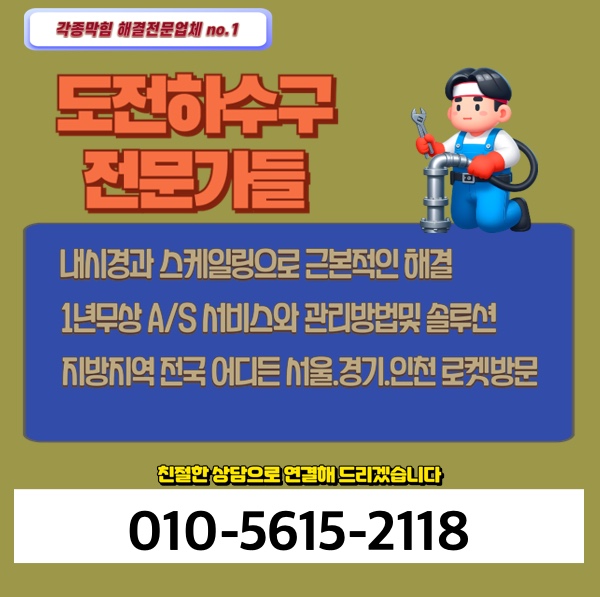 각종막힘 해결전문업체 no.1
도전하수구
전문가들
내시경과 스케일링으로 근본적인 해결
1년무상 A/S 서비스와 관리방법및 솔루션
지방지역 전국 어디든 서울.경기.인천 로켓방문
친절한 상담으로 연결해 드리겠습니다
010-5615-2118